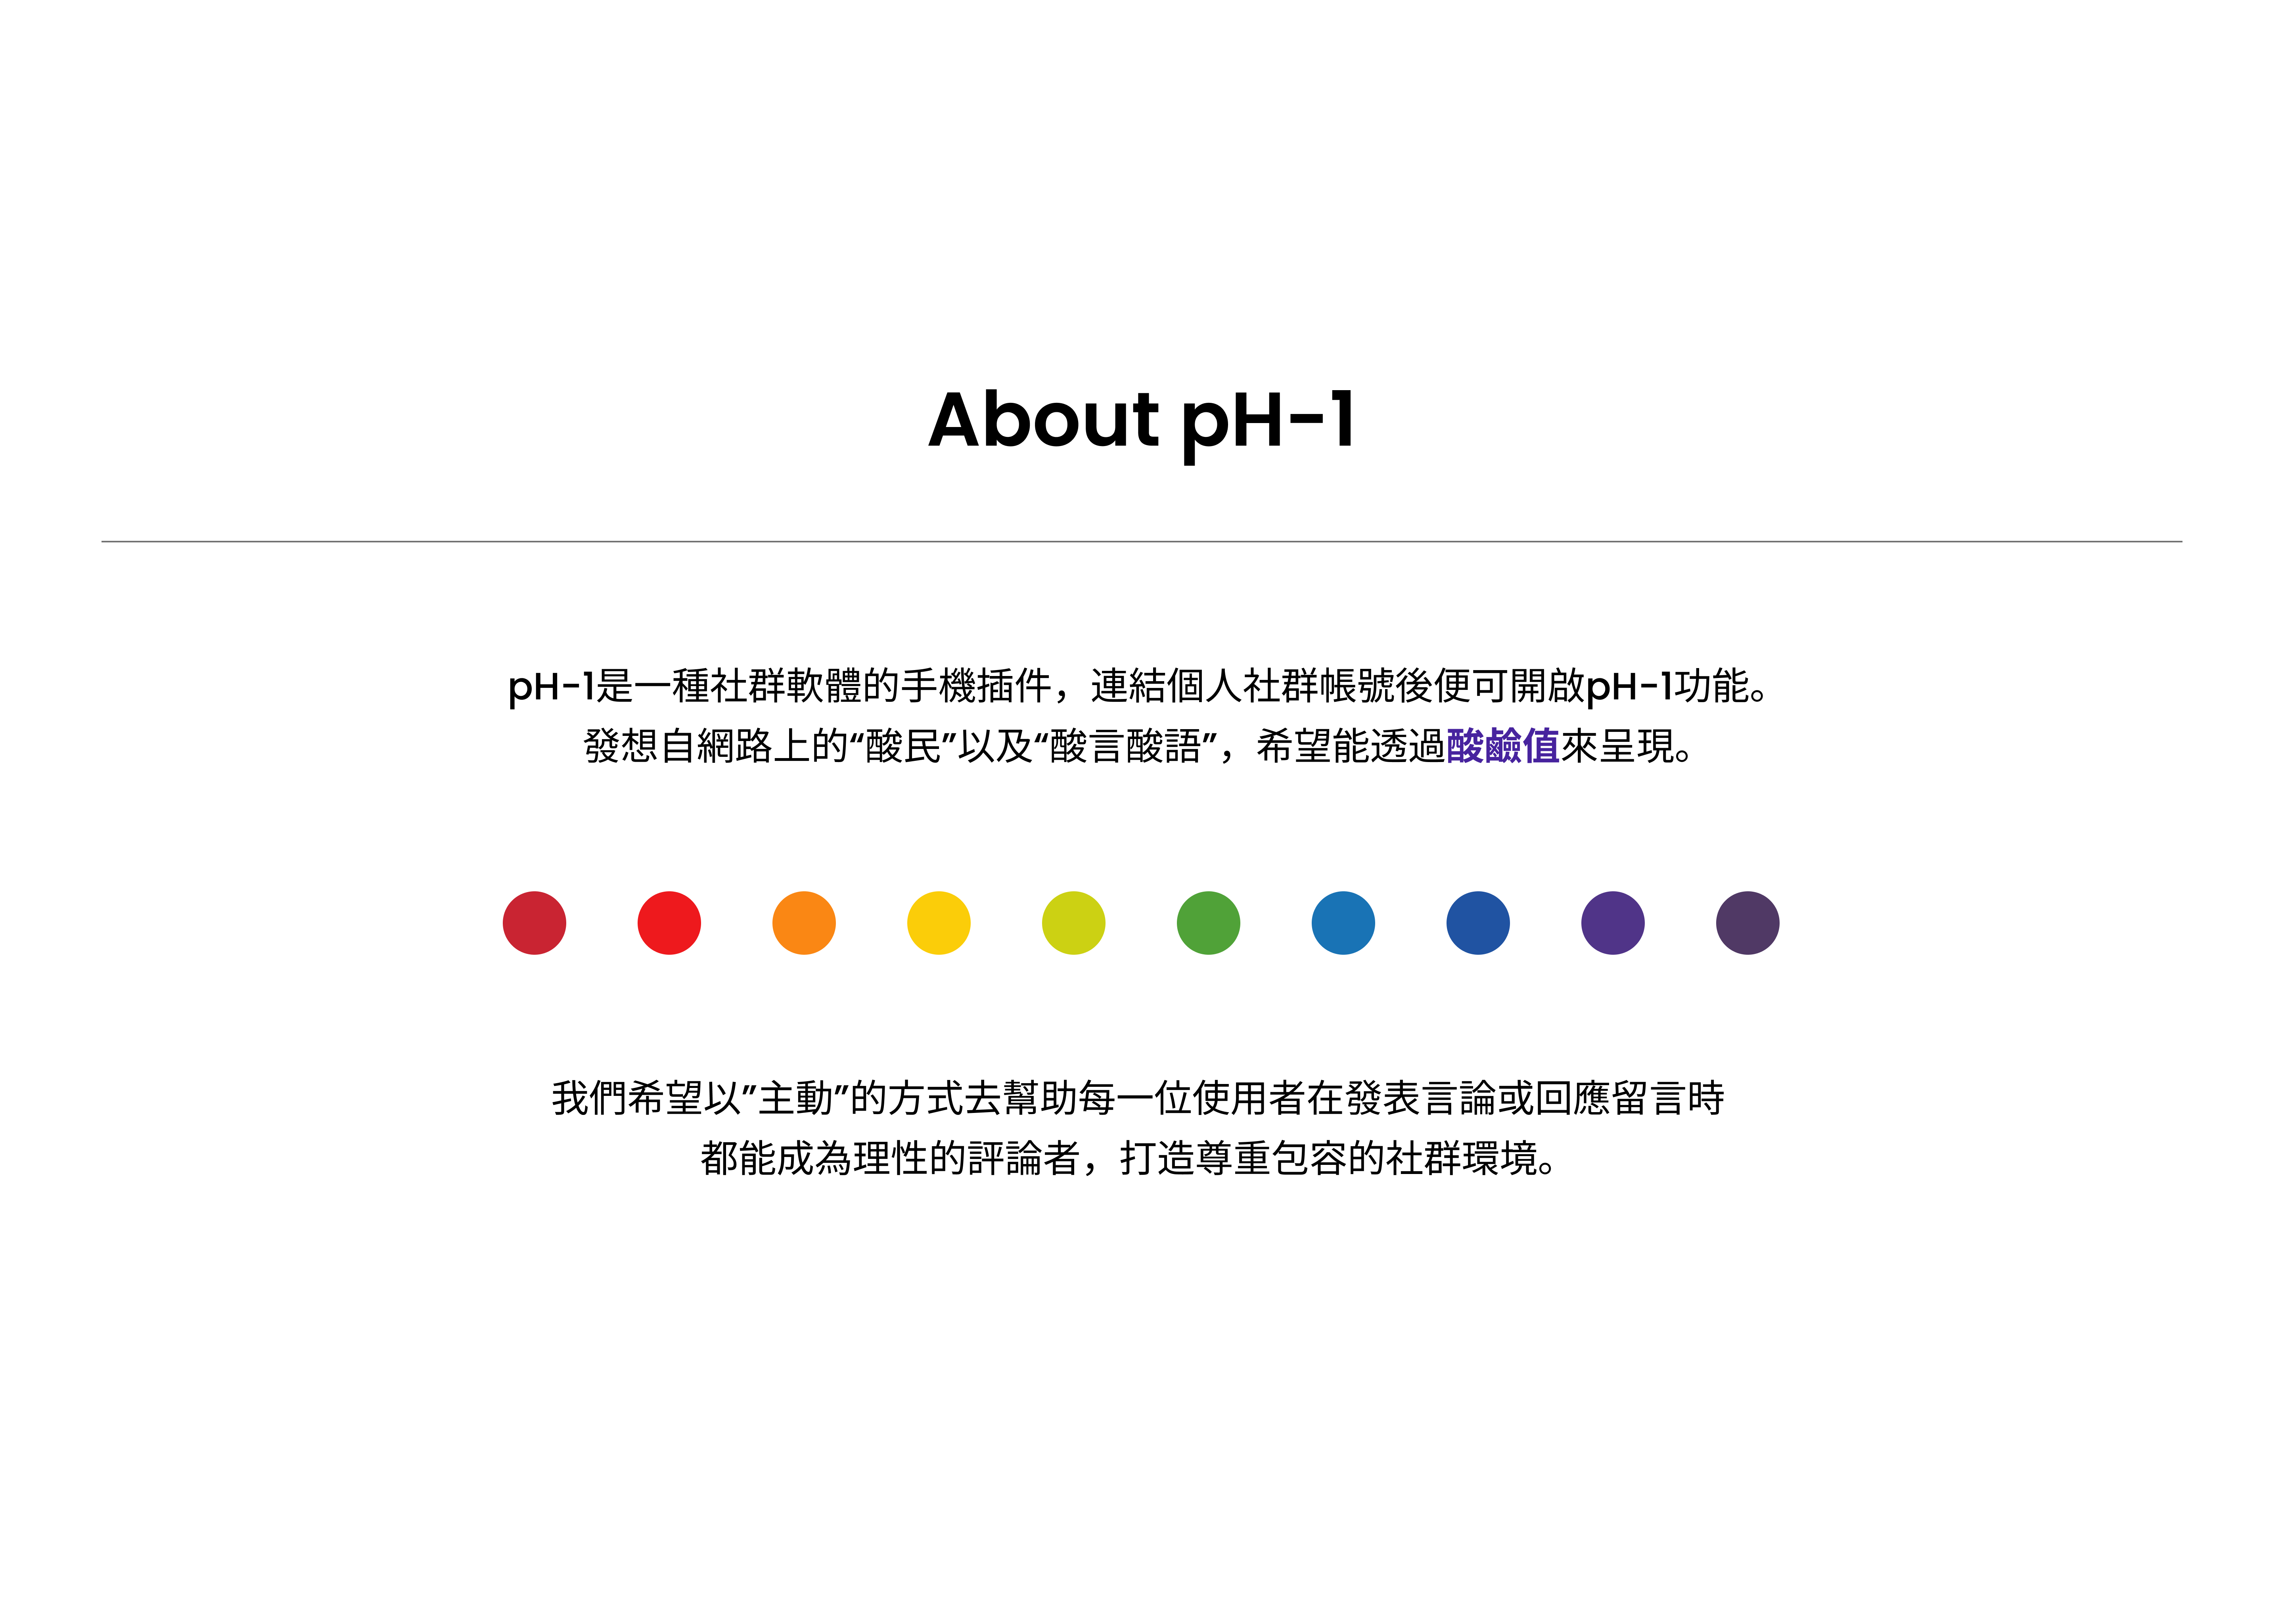 About pH-1
pH-1是一種社群軟體的手機插件，連結個人社群帳號後便可開啟pH-1功能。
發想自網路上的“酸民”以及“酸言酸語”，希望能透過酸鹼值來呈現。
我們希望以”主動”的方式去幫助每一位使用者在發表言論或回應留言時
都能成為理性的評論者，打造尊重包容的社群環境。